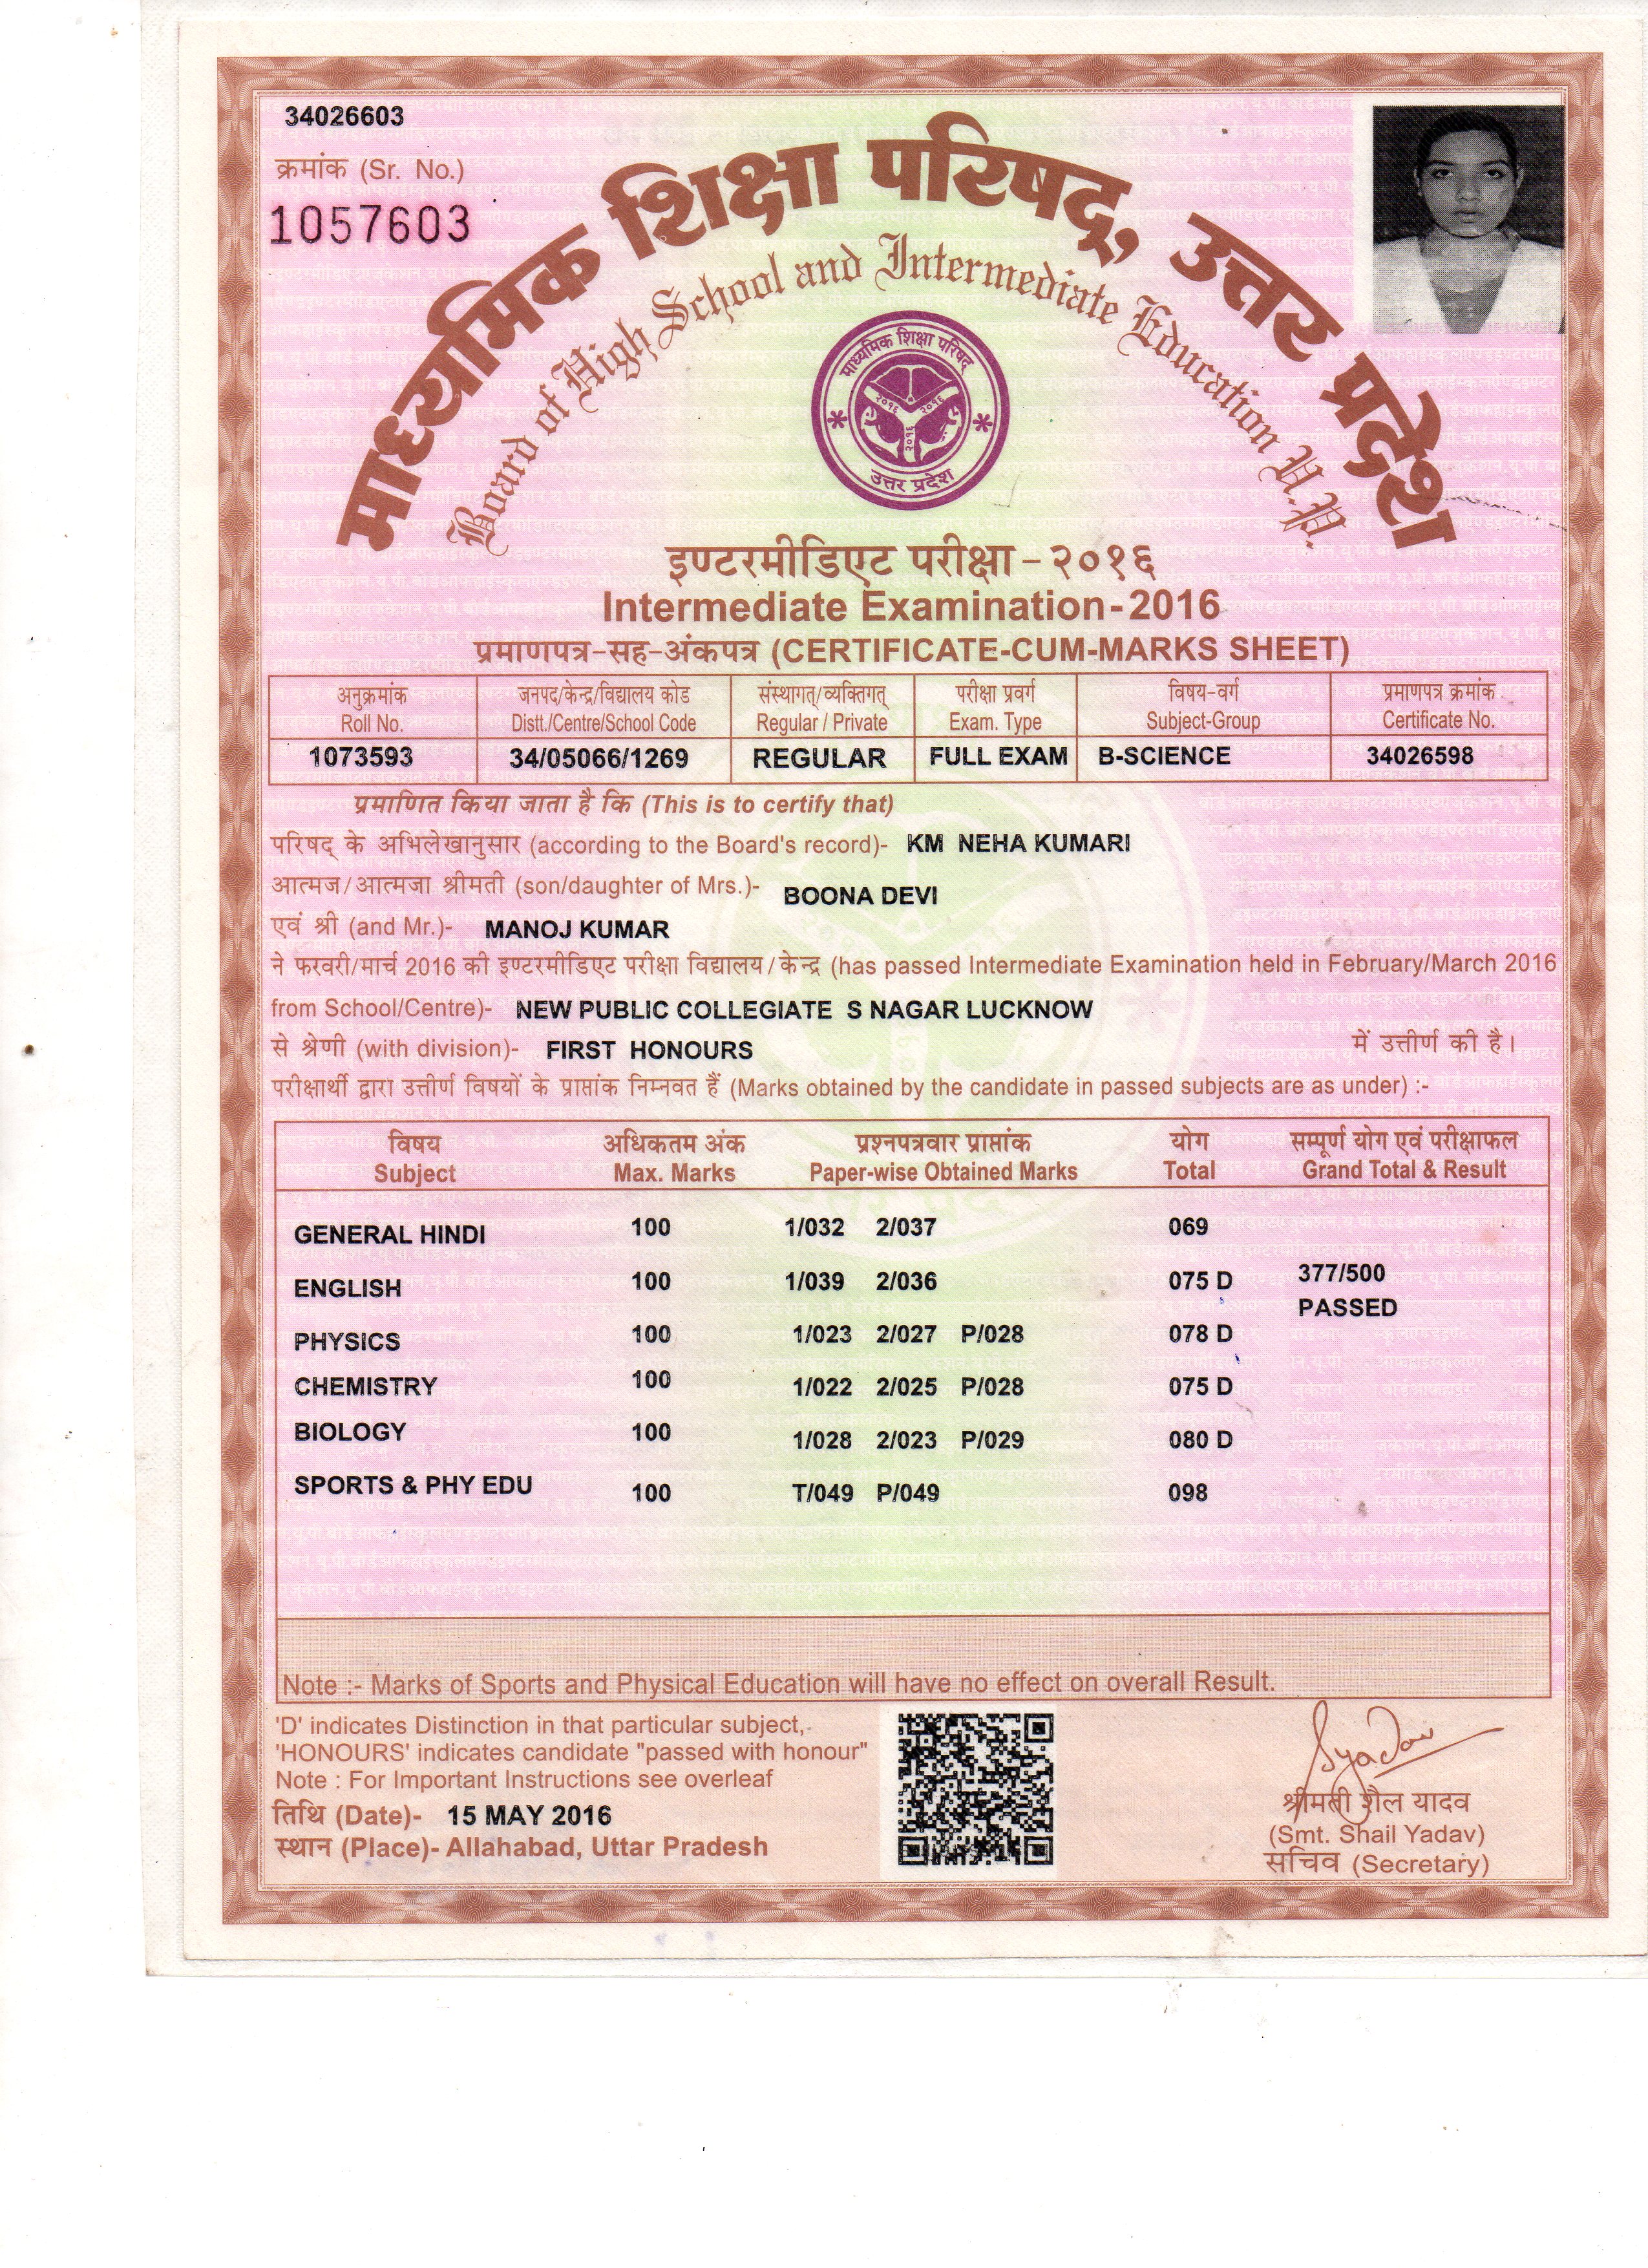 34026603
क्रमांक (Sr. No.)
1057603
माध्यमिक शिक्षा परिषद्, उत्तर प्रदेश
Board of High School and Intermediate Education U.P.
माध्यमिक शिक्षा परिषद्
२०१६ २०१६
२०१६
उत्तर प्रदेश
इण्टरमीडिएट परीक्षा - २०१६
Intermediate Examination - 2016
प्रमाणपत्र-सह-अंकपत्र (CERTIFICATE-CUM-MARKS SHEET)
अनुक्रमांक जनपद/केन्द्र/विद्यालय कोड संस्थागत्/व्यक्तिगत् परीक्षा प्रवर्ग विषय-वर्ग प्रमाणपत्र क्रमांक
Roll No. Distt./Centre/School Code Regular / Private Exam. Type Subject-Group Certificate No.
1073593 34/05066/1269 REGULAR FULL EXAM B-SCIENCE 34026598
प्रमाणित किया जाता है कि (This is to certify that)
परिषद् के अभिलेखानुसार (according to the Board's record)- KM NEHA KUMARI
आत्मज/आत्मजा श्रीमती (son/daughter of Mrs.)- BOONA DEVI
एवं श्री (and Mr.)- MANOJ KUMAR
ने फरवरी/मार्च 2016 की इण्टरमीडिएट परीक्षा विद्यालय/केन्द्र (has passed Intermediate Examination held in February/March 2016
from School/Centre)- NEW PUBLIC COLLEGIATE S NAGAR LUCKNOW
से श्रेणी (with division)- FIRST HONOURS में उत्तीर्ण की है।
परीक्षार्थी द्वारा उत्तीर्ण विषयों के प्राप्तांक निम्नवत हैं (Marks obtained by the candidate in passed subjects are as under) :-
विषय अधिकतम अंक प्रश्नपत्रवार प्राप्तांक योग सम्पूर्ण योग एवं परीक्षाफल
Subject Max. Marks Paper-wise Obtained Marks Total Grand Total & Result
GENERAL HINDI 100 1/032 2/037 069
ENGLISH 100 1/039 2/036 075 D 377/500
PASSED
PHYSICS 100 1/023 2/027 P/028 078 D
CHEMISTRY 100 1/022 2/025 P/028 075 D
BIOLOGY 100 1/028 2/023 P/029 080 D
SPORTS & PHY EDU 100 T/049 P/049 098
Note :- Marks of Sports and Physical Education will have no effect on overall Result.
'D' indicates Distinction in that particular subject,
'HONOURS' indicates candidate "passed with honour"
Note : For Important Instructions see overleaf
तिथि (Date)- 15 MAY 2016
स्थान (Place)- Allahabad, Uttar Pradesh
Syadav
श्रीमती शैल यादव
(Smt. Shail Yadav)
सचिव (Secretary)